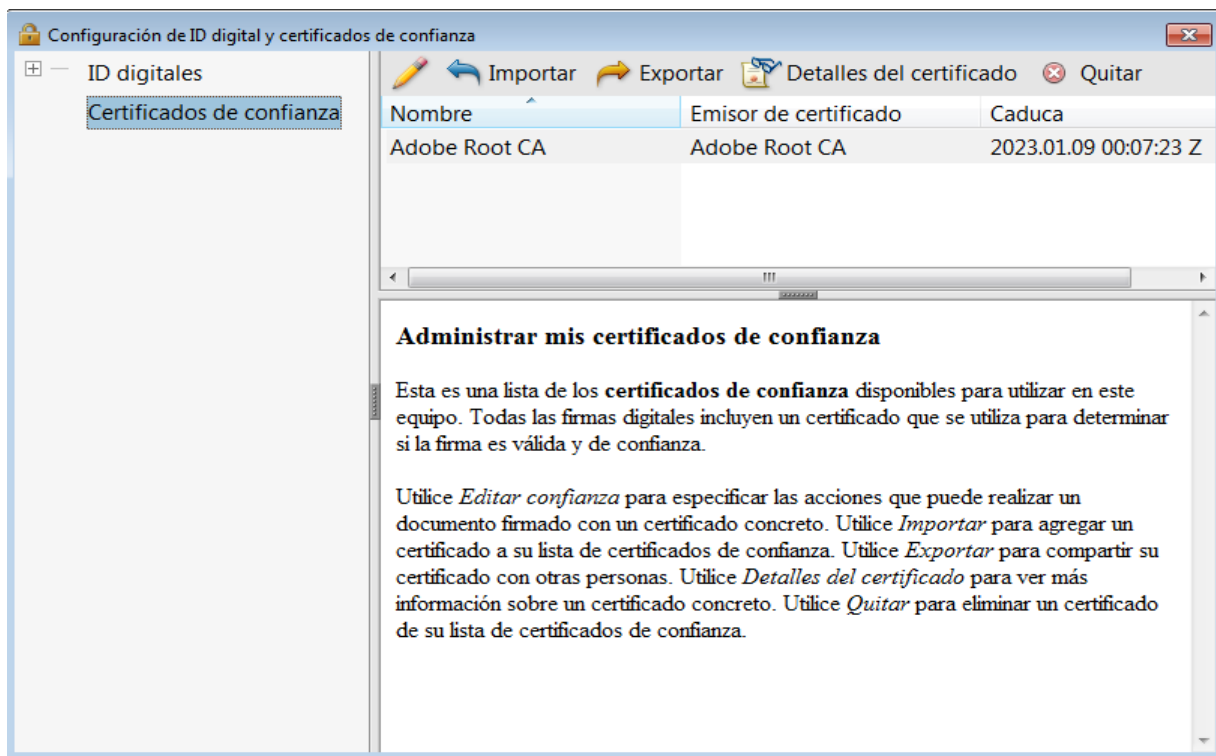 Configuración de ID digital y certificados de confianza
ID digitales
Certificados de confianza
Importar Exportar Detalles del certificado Quitar
Nombre Emisor de certificado Caduca
Adobe Root CA Adobe Root CA 2023.01.09 00:07:23 Z
Administrar mis certificados de confianza
Esta es una lista de los certificados de confianza disponibles para utilizar en este
equipo. Todas las firmas digitales incluyen un certificado que se utiliza para determinar
si la firma es válida y de confianza.
Utilice Editar confianza para especificar las acciones que puede realizar un
documento firmado con un certificado concreto. Utilice Importar para agregar un
certificado a su lista de certificados de confianza. Utilice Exportar para compartir su
certificado con otras personas. Utilice Detalles del certificado para ver más
información sobre un certificado concreto. Utilice Quitar para eliminar un certificado
de su lista de certificados de confianza.